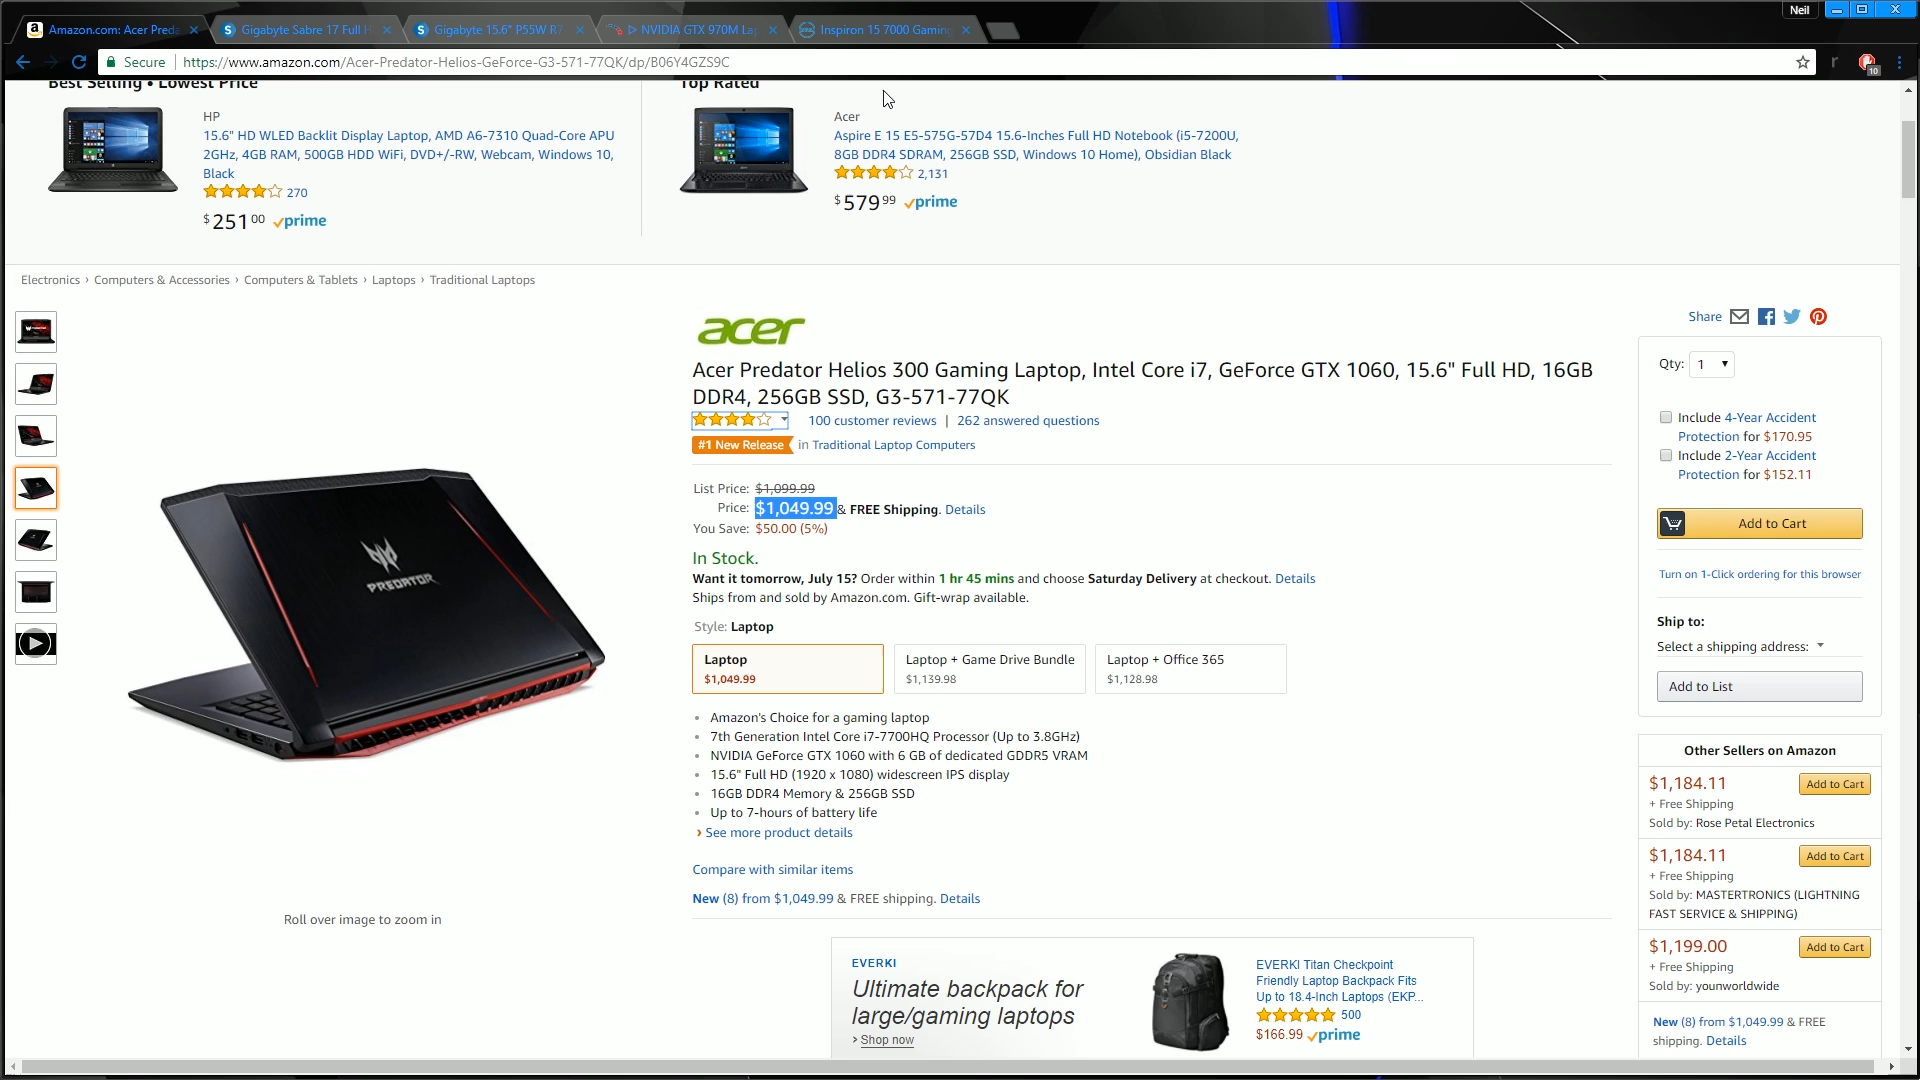 Neil
Amazon.com: Acer Preda
Gigabyte Sabre 17 Full H
Gigabyte 15.6" P55W R7
NVIDIA GTX 970M La
Inspiron 15 7000 Gaming
Secure
https://www.amazon.com/Acer-Predator-Helios-GeForce-G3-571-77QK/dp/B06Y4GZS9C
10
Best Selling • Lowest Price
Top Rated
HP
15.6" HD WLED Backlit Display Laptop, AMD A6-7310 Quad-Core APU
2GHz, 4GB RAM, 500GB HDD WiFi, DVD+/-RW, Webcam, Windows 10,
Black
270
$251 00 prime
Acer
Aspire E 15 E5-575G-57D4 15.6-Inches Full HD Notebook (i5-7200U,
8GB DDR4 SDRAM, 256GB SSD, Windows 10 Home), Obsidian Black
2,131
$579 99 prime
Electronics › Computers & Accessories › Computers & Tablets › Laptops › Traditional Laptops
PREDATOR
Roll over image to zoom in
acer
Acer Predator Helios 300 Gaming Laptop, Intel Core i7, GeForce GTX 1060, 15.6" Full HD, 16GB
DDR4, 256GB SSD, G3-571-77QK
100 customer reviews | 262 answered questions
#1 New Release in Traditional Laptop Computers
List Price: $1,099.99
Price: $1,049.99 & FREE Shipping. Details
You Save: $50.00 (5%)
In Stock.
Want it tomorrow, July 15? Order within 1 hr 45 mins and choose Saturday Delivery at checkout. Details
Ships from and sold by Amazon.com. Gift-wrap available.
Style: Laptop
Laptop
$1,049.99
Laptop + Game Drive Bundle
$1,139.98
Laptop + Office 365
$1,128.98
• Amazon's Choice for a gaming laptop
• 7th Generation Intel Core i7-7700HQ Processor (Up to 3.8GHz)
• NVIDIA GeForce GTX 1060 with 6 GB of dedicated GDDR5 VRAM
• 15.6" Full HD (1920 x 1080) widescreen IPS display
• 16GB DDR4 Memory & 256GB SSD
• Up to 7-hours of battery life
› See more product details
Compare with similar items
New (8) from $1,049.99 & FREE shipping. Details
EVERKI
Ultimate backpack for
large/gaming laptops
› Shop now
EVERKI Titan Checkpoint
Friendly Laptop Backpack Fits
Up to 18.4-Inch Laptops (EKP...
500
$166.99 prime
Share
Qty: 1
Include 4-Year Accident
Protection for $170.95
Include 2-Year Accident
Protection for $152.11
Add to Cart
Turn on 1-Click ordering for this browser
Ship to:
Select a shipping address:
Add to List
Other Sellers on Amazon
$1,184.11 Add to Cart
+ Free Shipping
Sold by: Rose Petal Electronics
$1,184.11 Add to Cart
+ Free Shipping
Sold by: MASTERTRONICS (LIGHTNING
FAST SERVICE & SHIPPING)
$1,199.00 Add to Cart
+ Free Shipping
Sold by: younworldwide
New (8) from $1,049.99 & FREE
shipping. Details